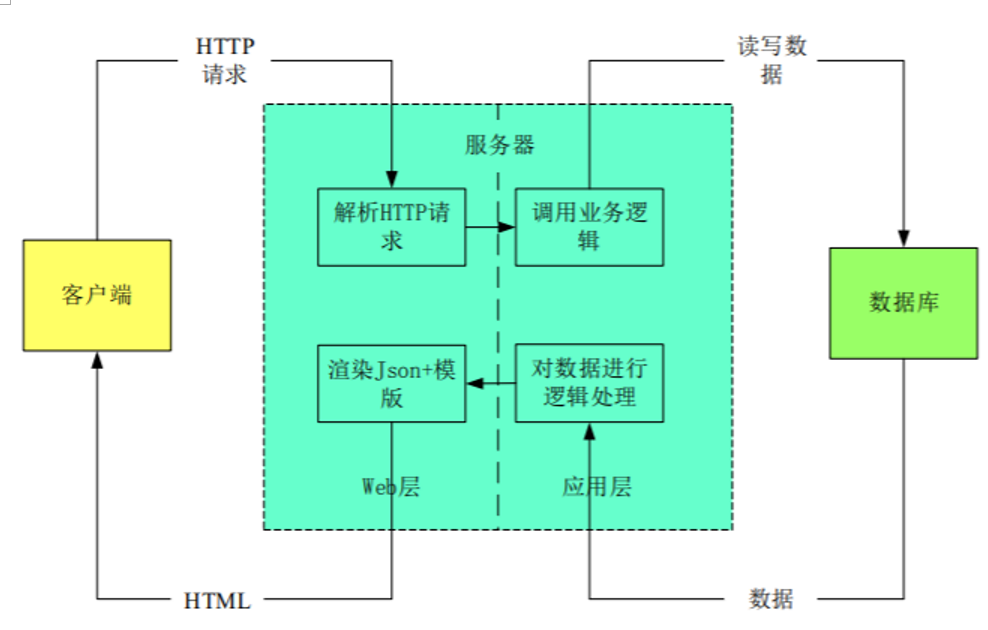 HTTP
请求
读写数
据
服务器
解析HTTP请
求
调用业务逻
辑
客户端
数据库
渲染Json+模
版
对数据进行
逻辑处理
Web层
应用层
HTML
数据